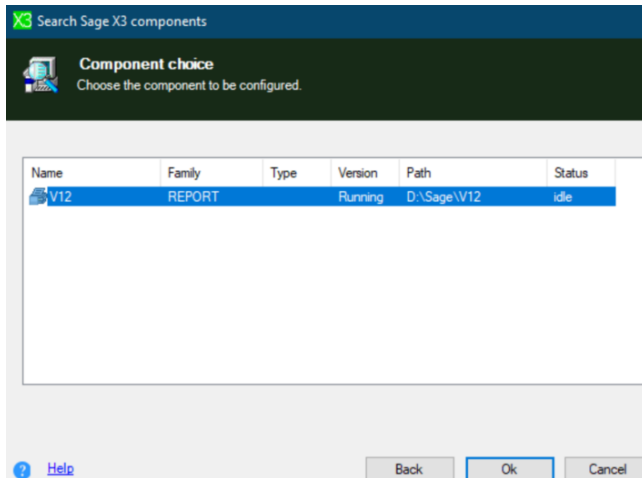 X3 Search Sage X3 components
Component choice
Choose the component to be configured.
Name Family Type Version Path Status
V12 REPORT Running D:\Sage\V12 idle
? Help Back Ok Cancel